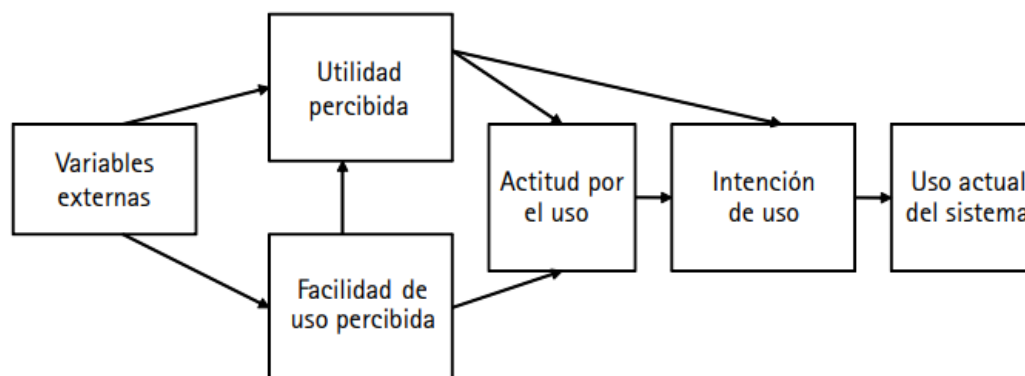 Utilidad
percibida
Variables
externas
Actitud por
el uso
Intención
de uso
Uso actual
del sistema
Facilidad de
uso percibida